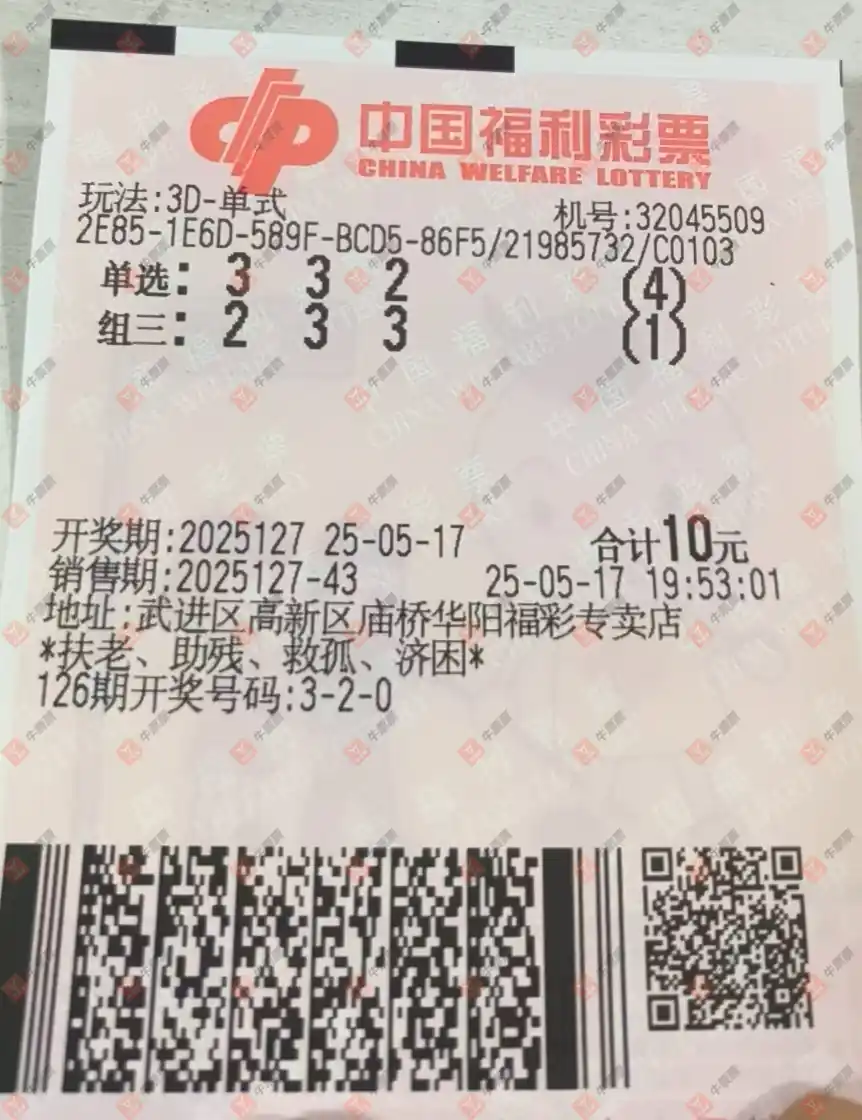 中国福利彩票
CHINA WELFARE LOTTERY
玩法:3D-单式
机号:32045509
2E85-1E6D-589F-BCD5-86F5/21985732/C0103
单选: 3 3 2 (4)
组三: 2 3 3 (1)
开奖期:2025127 25-05-17 合计10元
销售期:2025127-43 25-05-17 19:53:01
地址:武进区高新区庙桥华阳福彩专卖店
*扶老、助残、救孤、济困*
126期开奖号码:3-2-0